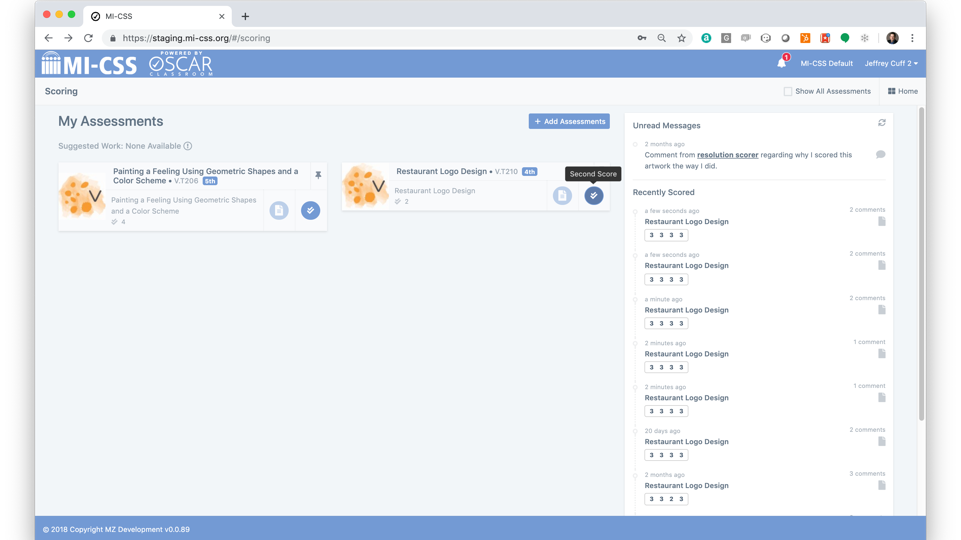 MI-CSS
https://staging.mi-css.org/#/scoring
MI-CSS
POWERED BY
OSCAR
CLASSROOM
1
MI-CSS Default
Jeffrey Cuff 2
Scoring
Show All Assessments
Home
My Assessments
+ Add Assessments
Suggested Work: None Available
Painting a Feeling Using Geometric Shapes and a
Color Scheme • V.T206 5th
Painting a Feeling Using Geometric Shapes
and a Color Scheme
4
Restaurant Logo Design • V.T210 4th
Restaurant Logo Design
2
Second Score
Unread Messages
2 months ago
Comment from resolution scorer regarding why I scored this
artwork the way I did.
Recently Scored
a few seconds ago 2 comments
Restaurant Logo Design
3 3 3 3
a few seconds ago 2 comments
Restaurant Logo Design
3 3 3 3
a minute ago 2 comments
Restaurant Logo Design
3 3 3 3
2 minutes ago 1 comment
Restaurant Logo Design
3 3 3 3
2 minutes ago 1 comment
Restaurant Logo Design
3 3 3 3
20 days ago 2 comments
Restaurant Logo Design
3 3 3 3
2 months ago 3 comments
Restaurant Logo Design
3 3 2 3
© 2018 Copyright MZ Development v0.0.89